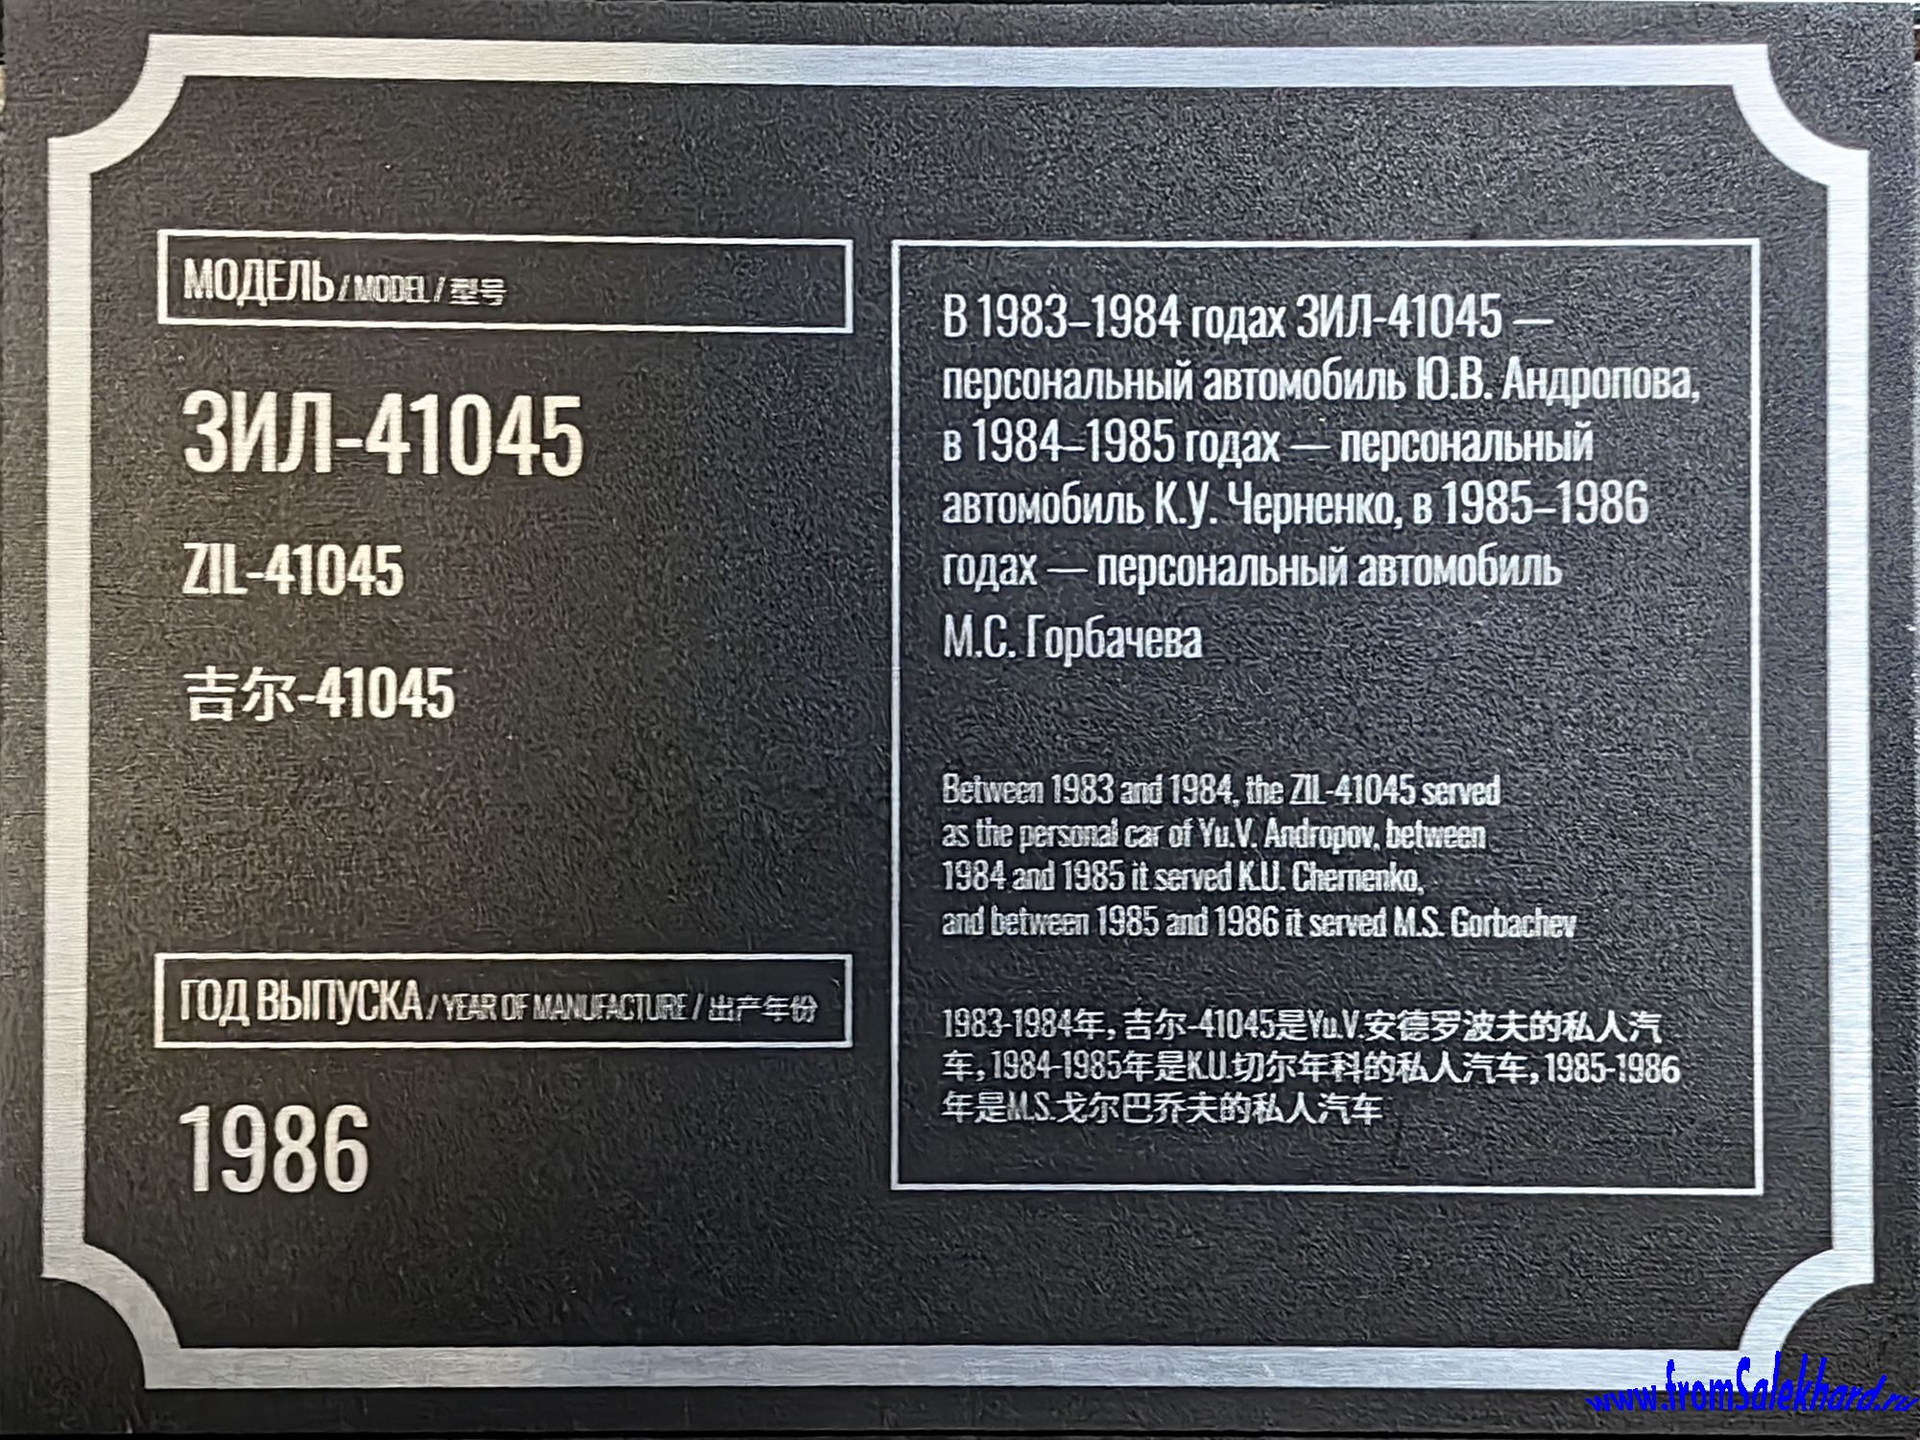 МОДЕЛЬ / MODEL / 型号
ЗИЛ-41045
ZIL-41045
吉尔-41045
ГОД ВЫПУСКА / YEAR OF MANUFACTURE / 出产年份
1986
В 1983–1984 годах ЗИЛ-41045 —
персональный автомобиль Ю.В. Андропова,
в 1984–1985 годах — персональный
автомобиль К.У. Черненко, в 1985–1986
годах — персональный автомобиль
М.С. Горбачева
Between 1983 and 1984, the ZIL-41045 served
as the personal car of Yu.V. Andropov, between
1984 and 1985 it served K.U. Chernenko,
and between 1985 and 1986 it served M.S. Gorbachev
1983-1984年, 吉尔-41045是Yu.V.安德罗波夫的私人汽
车, 1984-1985年是K.U.切尔年科的私人汽车, 1985-1986
年是M.S.戈尔巴乔夫的私人汽车
www.fromSalekhard.ru